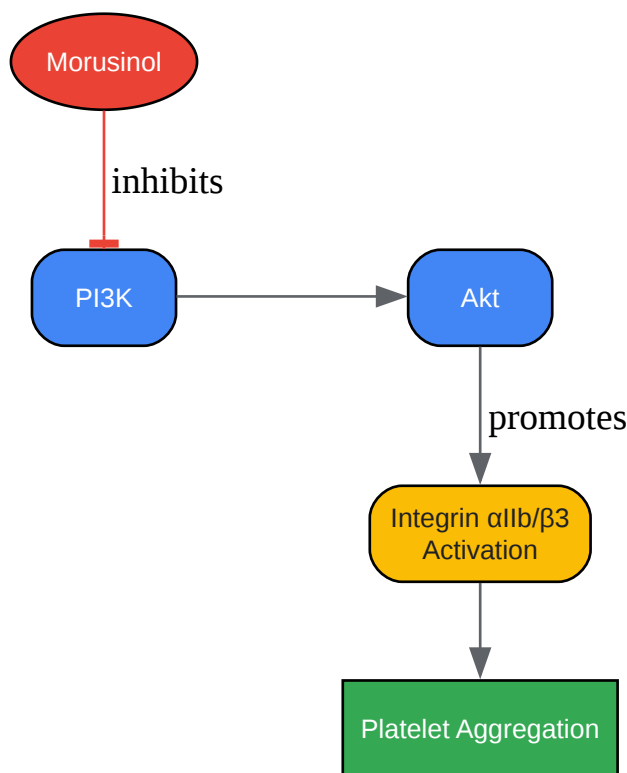 Morusinol
inhibits
PI3K
Akt
promotes
Integrin αIIb/β3
Activation
Platelet Aggregation